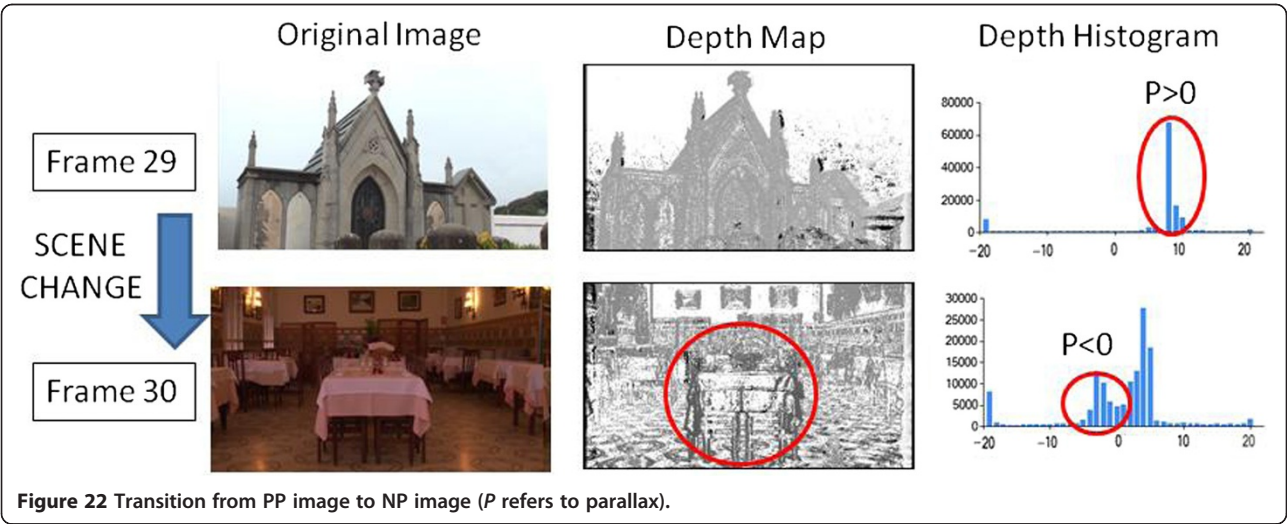 Original Image
Depth Map
Depth Histogram
Frame 29
P>0
80000
60000
40000
20000
0
−20
−10
0
10
20
SCENE
CHANGE
Frame 30
P<0
30000
25000
20000
15000
10000
5000
0
−20
−10
0
10
20
Figure 22 Transition from PP image to NP image (P refers to parallax).